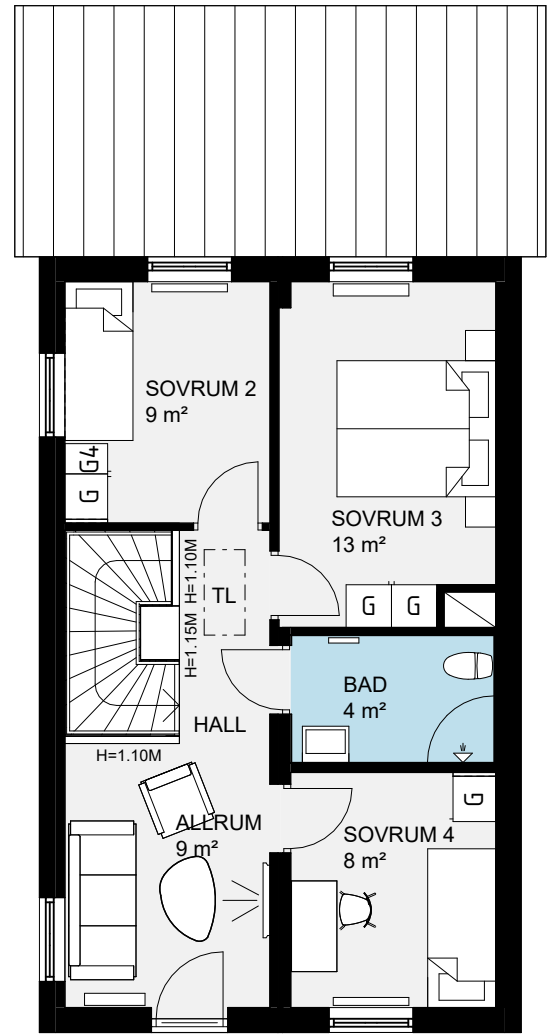 SOVRUM 2
9 m²
G4
G
SOVRUM 3
13 m²
H=1.10M
H=1.15M
TL
G
G
BAD
4 m²
HALL
H=1.10M
ALLRUM
9 m²
G
SOVRUM 4
8 m²